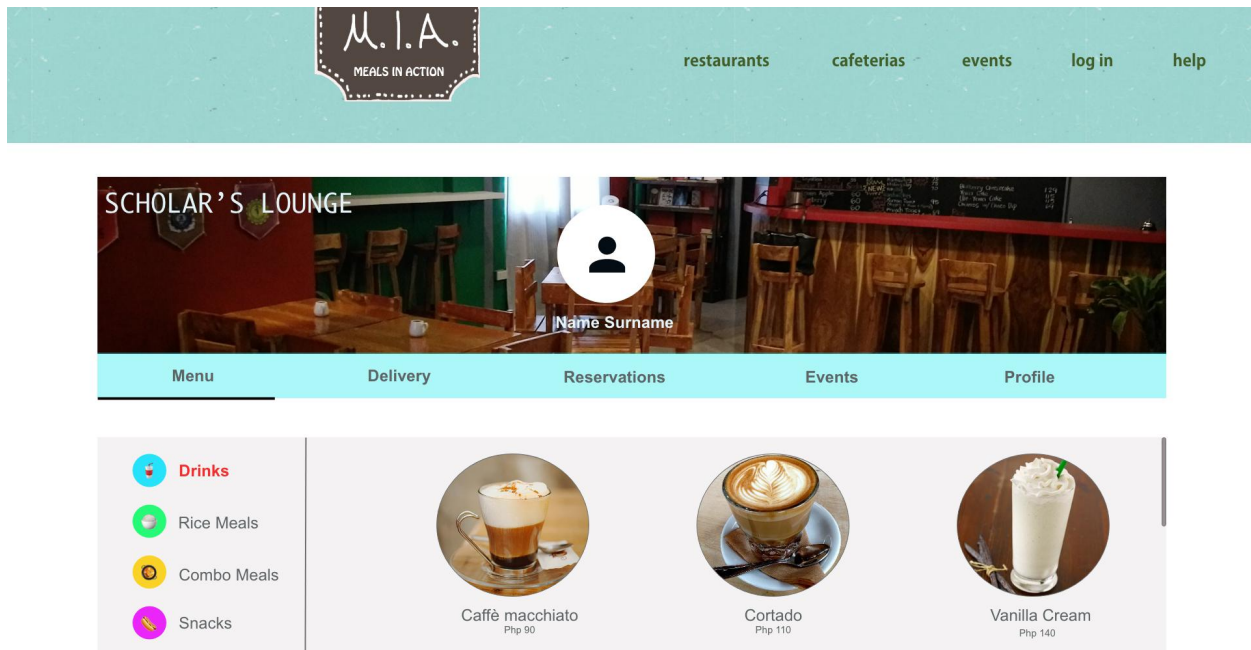 M.I.A.
MEALS IN ACTION
restaurants cafeterias events log in help
SCHOLAR'S LOUNGE
Name Surname
Menu Delivery Reservations Events Profile
Drinks
Rice Meals
Combo Meals
Snacks
Caffè macchiato Cortado Vanilla Cream
Php 90 Php 110 Php 140